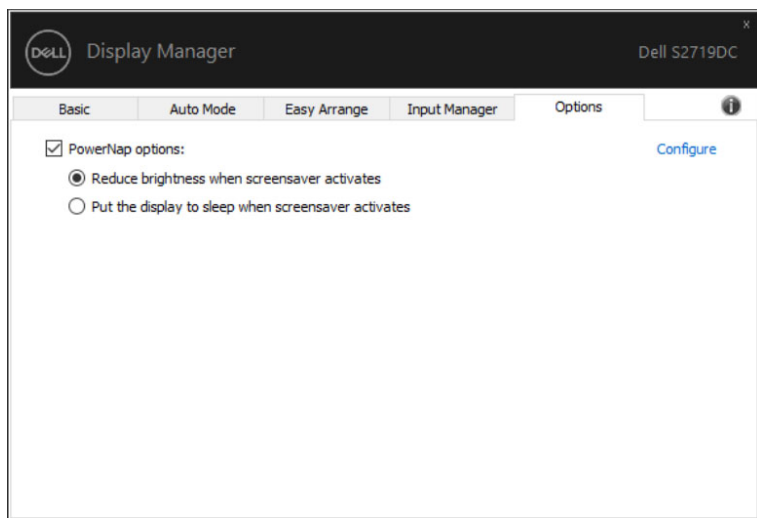 x
DELL Display Manager Dell S2719DC
Basic Auto Mode Easy Arrange Input Manager Options i
PowerNap options: Configure
Reduce brightness when screensaver activates
Put the display to sleep when screensaver activates